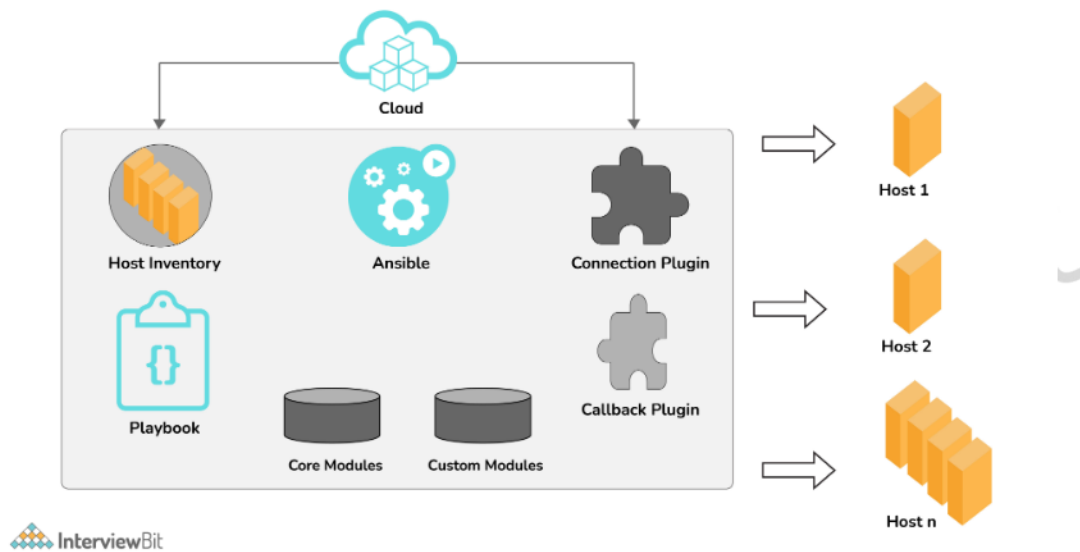 Cloud
Host Inventory
Ansible
Connection Plugin
Host 1
Playbook
Core Modules
Custom Modules
Callback Plugin
Host 2
Host n
InterviewBit